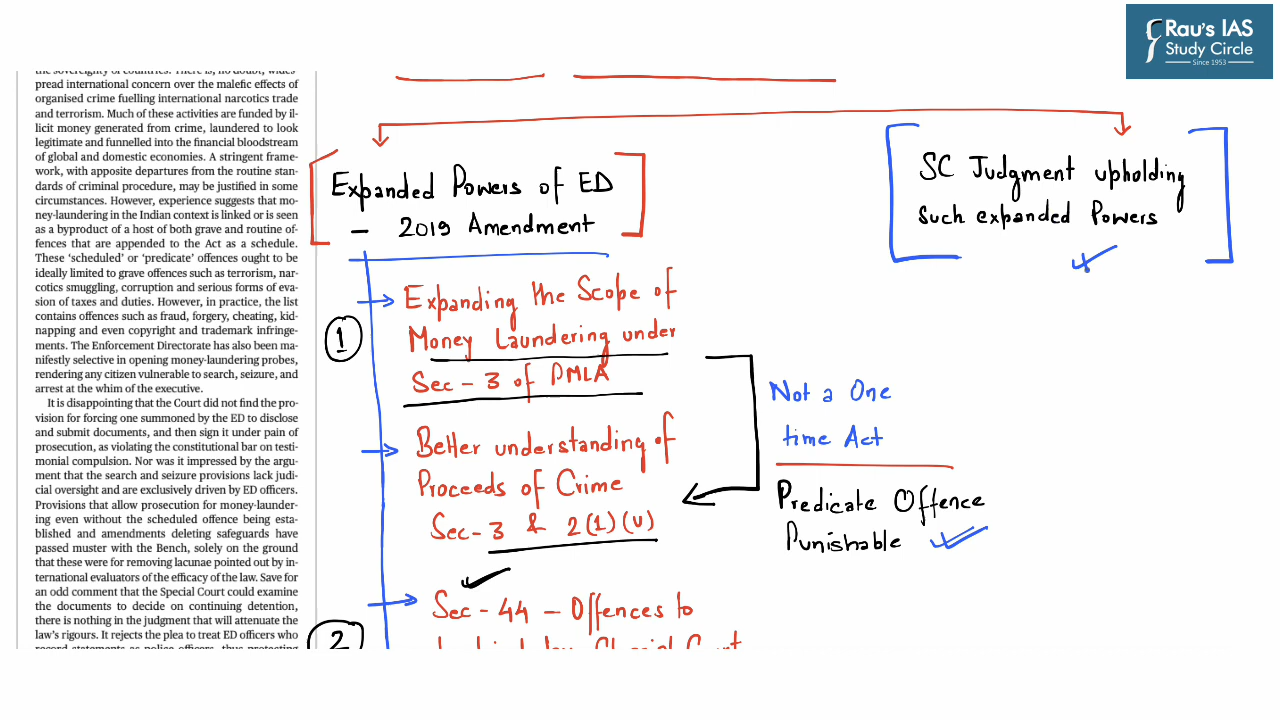 Rau's IAS
Study Circle
Since 1953
the sovereignty of countries. There is, no doubt, wides-
pread international concern over the malefic effects of
organised crime fuelling international narcotics trade
and terrorism. Much of these activities are funded by il-
licit money generated from crime, laundered to look
legitimate and funnelled into the financial bloodstream
of global and domestic economies. A stringent frame-
work, with apposite departures from the routine stan-
dards of criminal procedure, may be justified in some
circumstances. However, experience suggests that mo-
ney-laundering in the Indian context is linked or is seen
as a byproduct of a host of both grave and routine of-
fences that are appended to the Act as a schedule.
These ‘scheduled’ or ‘predicate’ offences ought to be
ideally limited to grave offences such as terrorism, nar-
cotics smuggling, corruption and serious forms of eva-
sion of taxes and duties. However, in practice, the list
contains offences such as fraud, forgery, cheating, kid-
napping and even copyright and trademark infringe-
ments. The Enforcement Directorate has also been ma-
nifestly selective in opening money-laundering probes,
rendering any citizen vulnerable to search, seizure, and
arrest at the whim of the executive.
It is disappointing that the Court did not find the pro-
vision for forcing one summoned by the ED to disclose
and submit documents, and then sign it under pain of
prosecution, as violating the constitutional bar on testi-
monial compulsion. Nor was it impressed by the argu-
ment that the search and seizure provisions lack judi-
cial oversight and are exclusively driven by ED officers.
Provisions that allow prosecution for money-launder-
ing even without the scheduled offence being esta-
blished and amendments deleting safeguards have
passed muster with the Bench, solely on the ground
that these were for removing lacunae pointed out by in-
ternational evaluators of the efficacy of the law. Save for
an odd comment that the Special Court could examine
the documents to decide on continuing detention,
there is nothing in the judgment that will attenuate the
law's rigours. It rejects the plea to treat ED officers who
record statements as police officers, thus protecting
Expanded Powers of ED
- 2019 Amendment
1
Expanding the Scope of
Money Laundering under
Sec - 3 of PMLA
Better understanding of
Proceeds of Crime
Sec - 3 & 2(1)(u)
2
Sec - 44 - Offences to
Special Court
SC Judgment upholding
Such expanded Powers
Not a One
time Act
Predicate Offence
Punishable